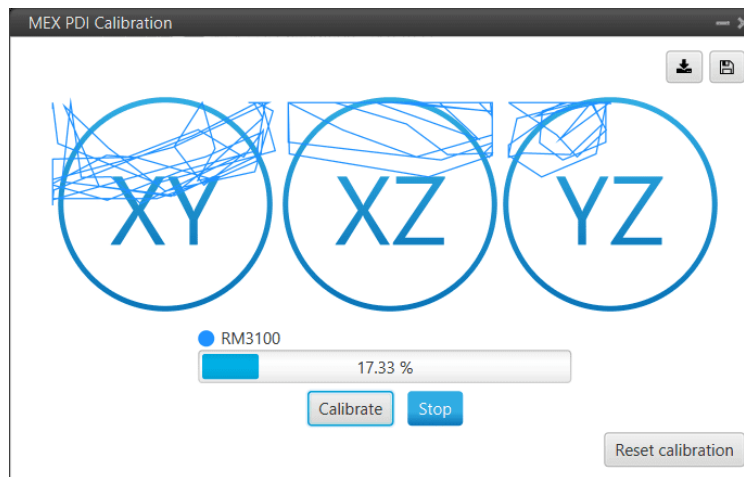 MEX PDI Calibration
XY XZ YZ
RM3100
17.33 %
Calibrate Stop
Reset calibration